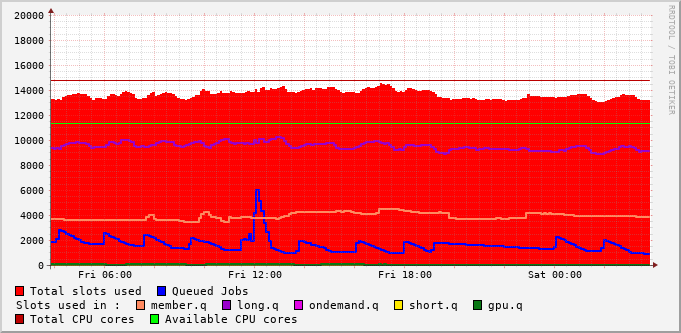 20000
18000
16000
14000
12000
10000
8000
6000
4000
2000
0
Fri 06:00 Fri 12:00 Fri 18:00 Sat 00:00
Total slots used Queued Jobs
Slots used in : member.q long.q ondemand.q short.q gpu.q
Total CPU cores Available CPU cores
RRDTOOL / TOBI OETIKER